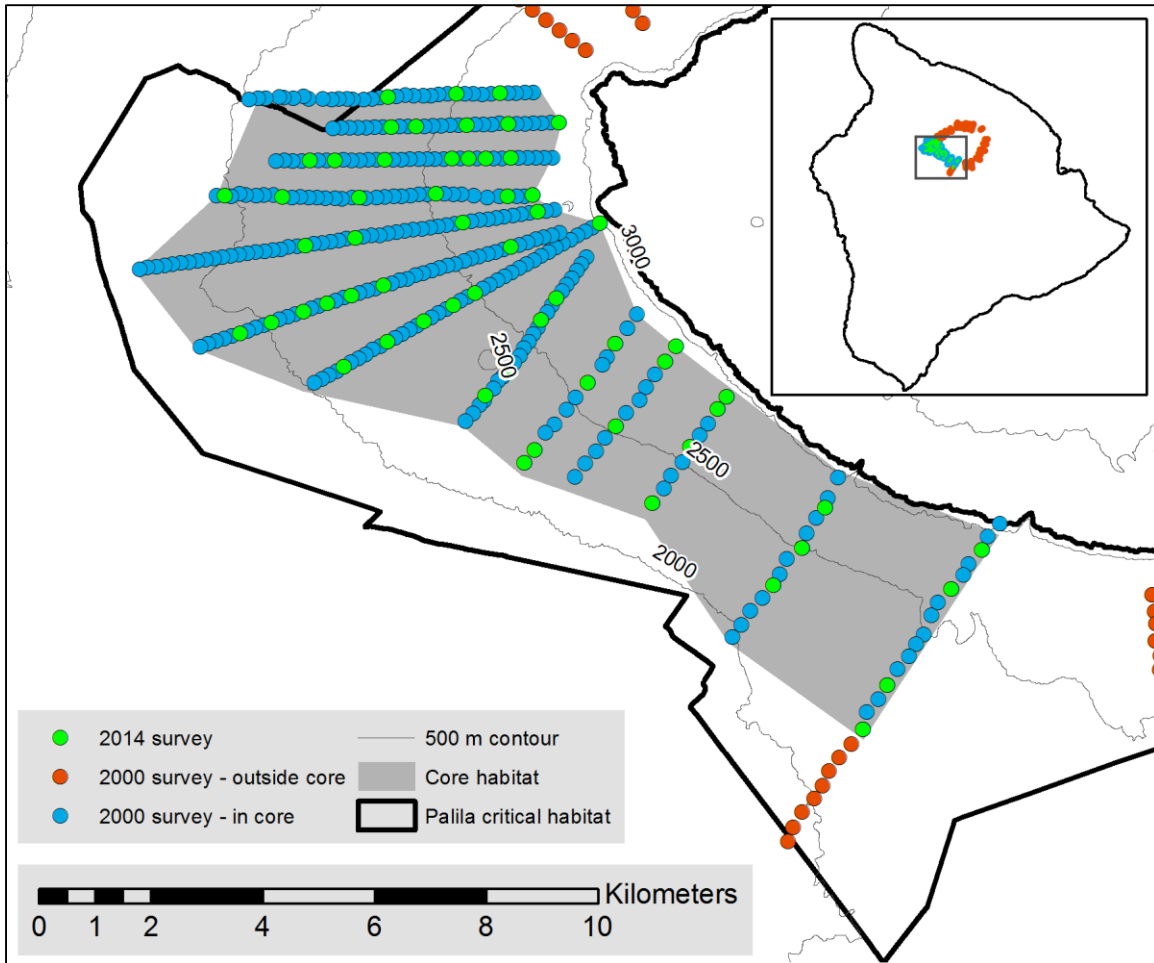 3000
2500
2500
2000
2014 survey
2000 survey - outside core
2000 survey - in core
500 m contour
Core habitat
Palila critical habitat
Kilometers
0 1 2 4 6 8 10